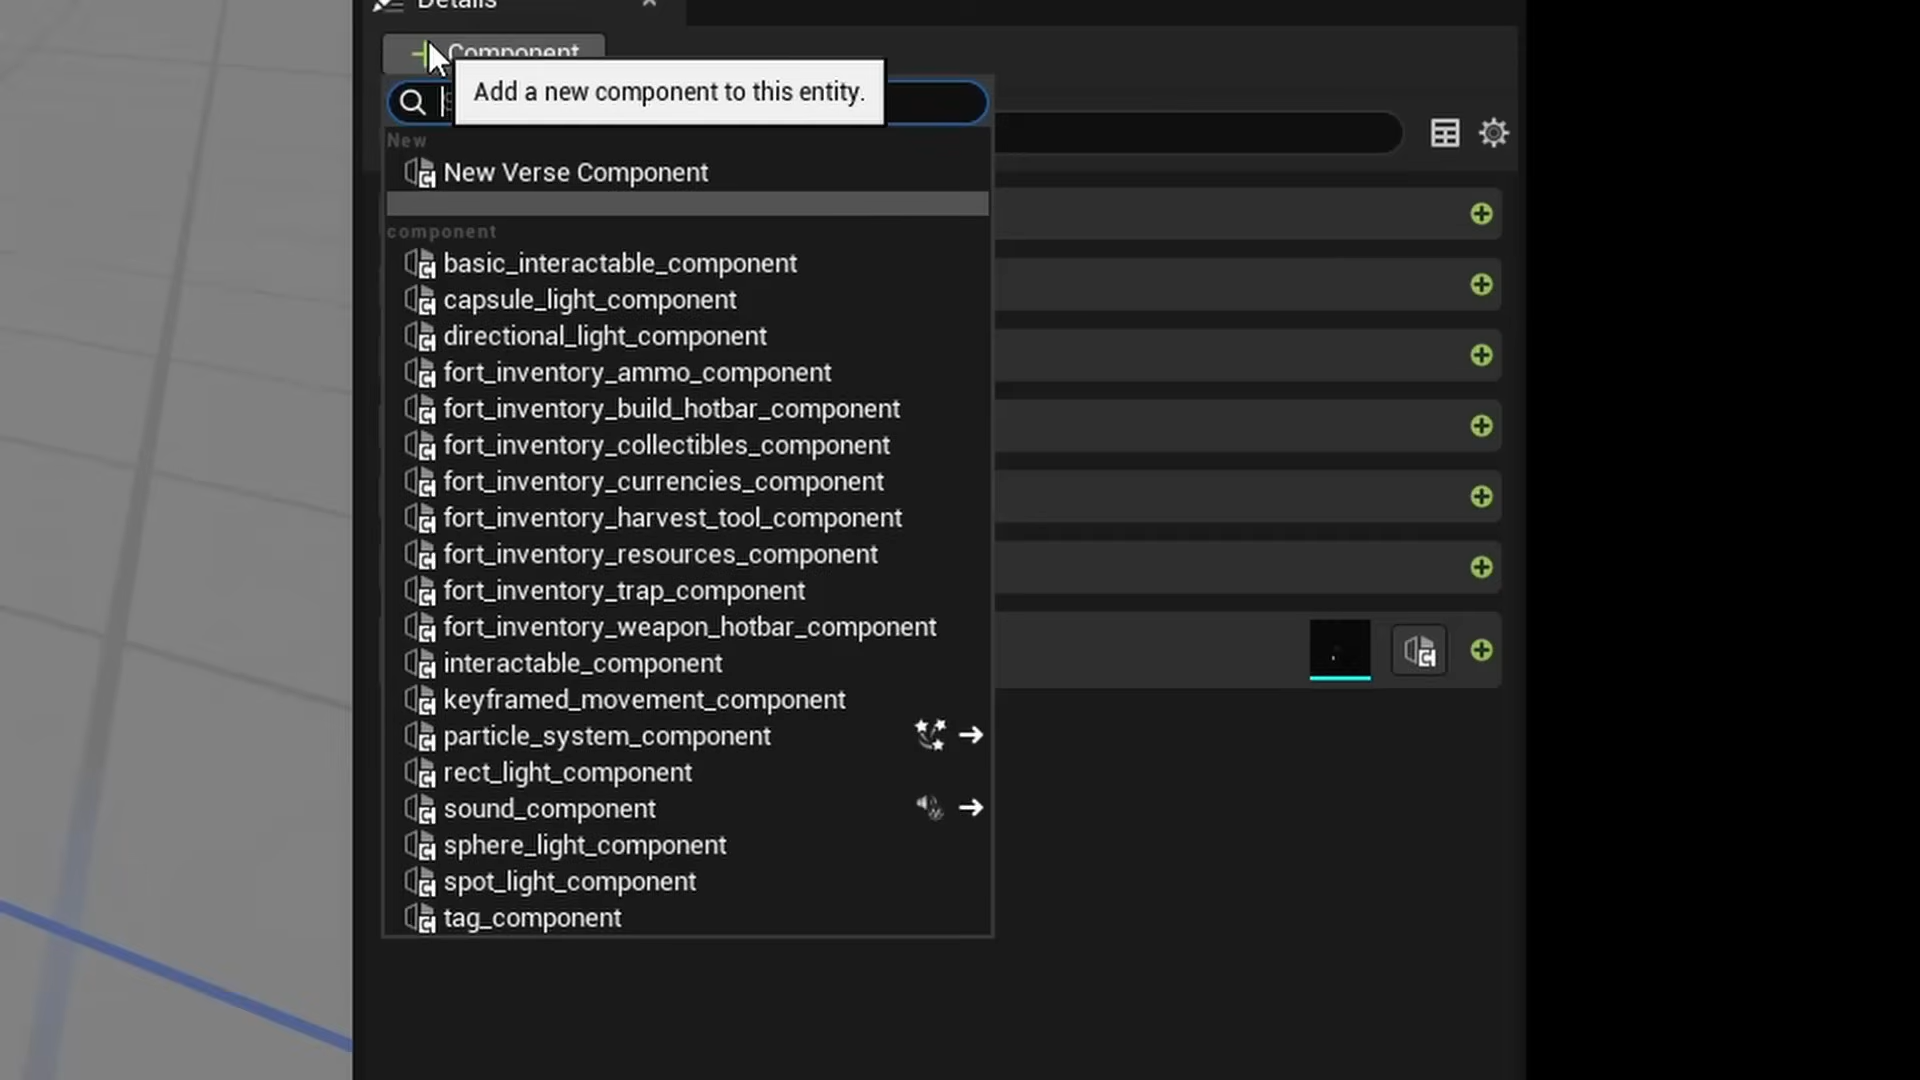 Details
Component
Add a new component to this entity.
New
New Verse Component
component
basic_interactable_component
capsule_light_component
directional_light_component
fort_inventory_ammo_component
fort_inventory_build_hotbar_component
fort_inventory_collectibles_component
fort_inventory_currencies_component
fort_inventory_harvest_tool_component
fort_inventory_resources_component
fort_inventory_trap_component
fort_inventory_weapon_hotbar_component
interactable_component
keyframed_movement_component
particle_system_component
rect_light_component
sound_component
sphere_light_component
spot_light_component
tag_component